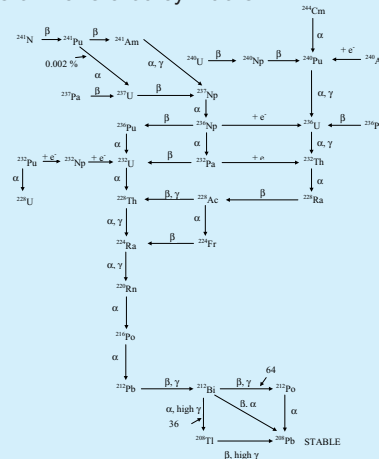 ²⁴⁴Cm
²⁴¹N β ²⁴¹Pu β ²⁴¹Am α
0.002 % α α, γ ²⁴⁰U β ²⁴⁰Np β ²⁴⁰Pu + e⁻ ²⁴⁰A
²³⁷Pa β ²³⁷U β ²³⁷Np α, γ
α
²³⁶Pu β ²³⁶Np + e⁻ ²³⁶U β ²³⁶P
α α α, γ
²³²Pu + e⁻ ²³²Np + e⁻ ²³²U β ²³²Pa + e⁻ ²³²Th
α α α
²²⁸U ²²⁸Th β, γ ²²⁸Ac β ²²⁸Ra
α, γ α
²²⁴Ra β ²²⁴Fr
α, γ
²²⁰Rn
α
²¹⁶Po
α
64
²¹²Pb β, γ ²¹²Bi β, γ ²¹²Po
α, high γ β. α α
36
²⁰⁸Tl ²⁰⁸Pb STABLE
β, high γ